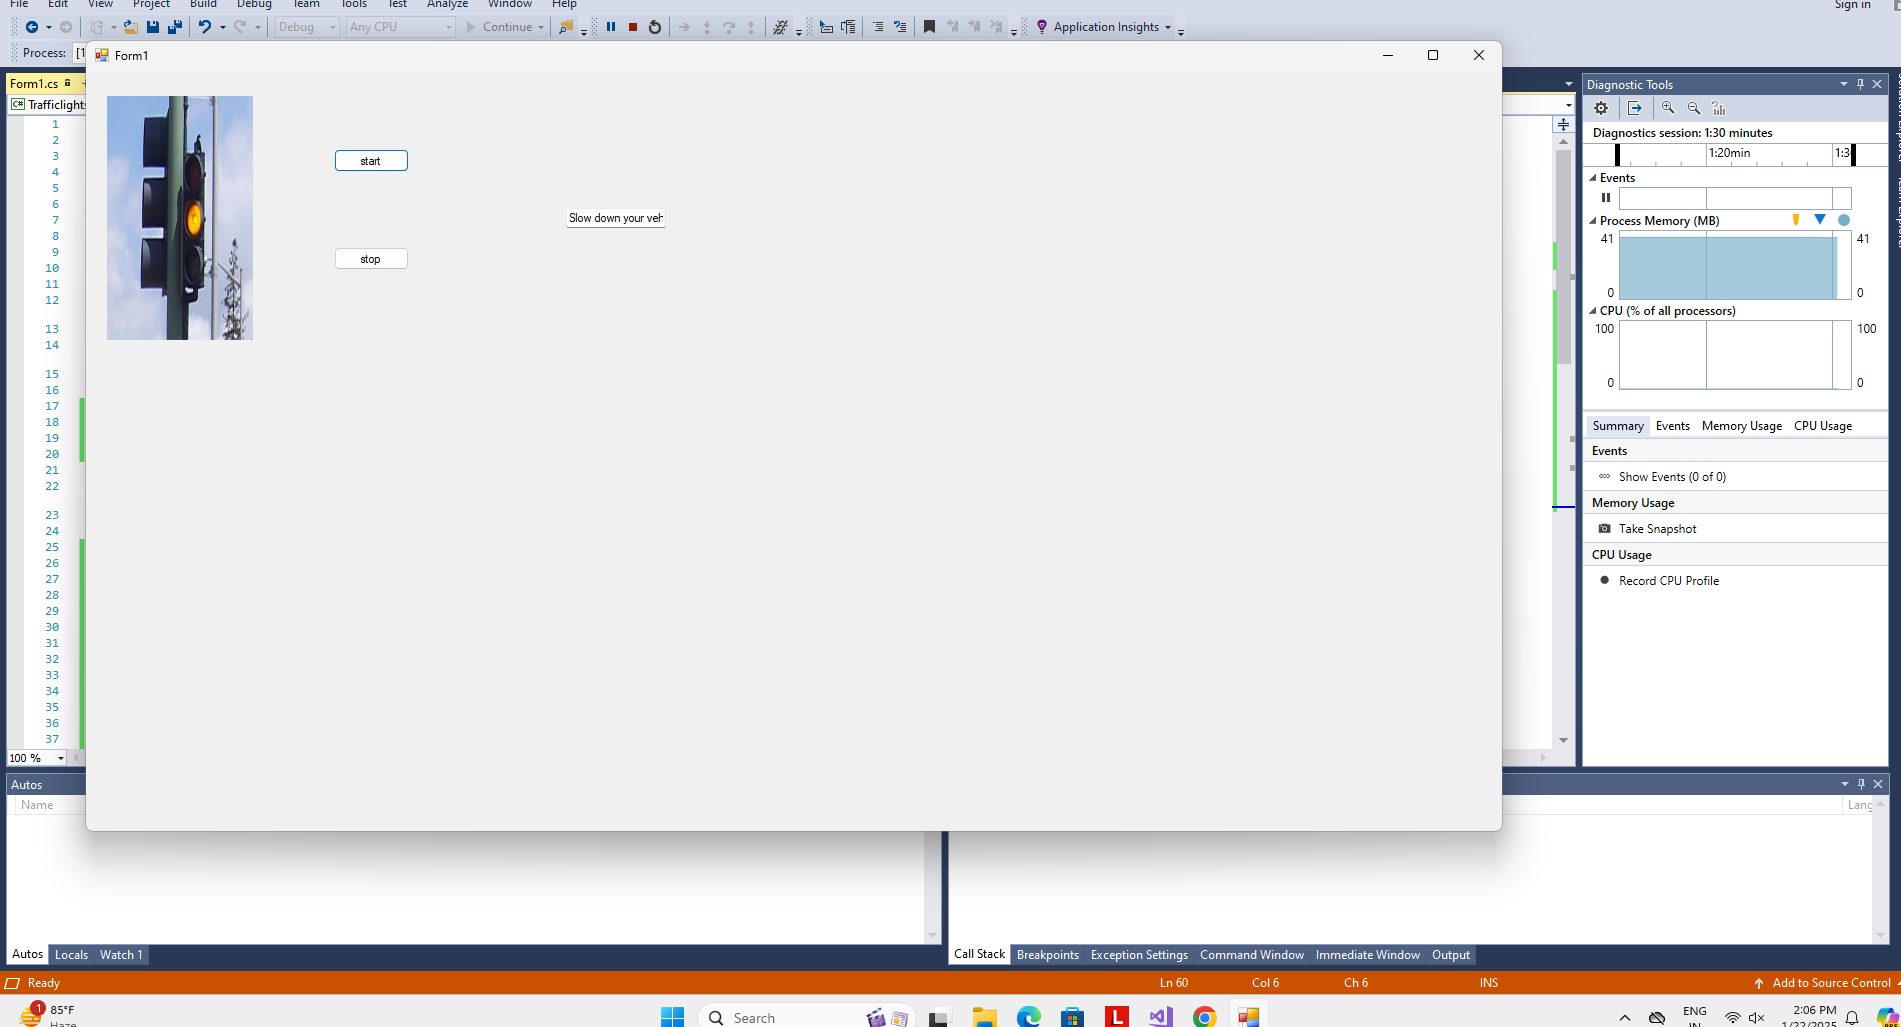 File Edit View Project Build Debug Team Tools Test Analyze Window Help Sign in
Debug Any CPU Continue Application Insights
Process: [1
Form1
Form1.cs
C# Trafficlights
1
2
3
4
5
6
7
8
9
10
11
12
13
14
15
16
17
18
19
20
21
22
23
24
25
26
27
28
29
30
31
32
33
34
35
36
37
100 %
start
stop
Slow down your veh
Diagnostic Tools
Diagnostics session: 1:30 minutes
1:20min 1:3
Events
Process Memory (MB)
41 41
0 0
CPU (% of all processors)
100 100
0 0
Summary Events Memory Usage CPU Usage
Events
Show Events (0 of 0)
Memory Usage
Take Snapshot
CPU Usage
Record CPU Profile
Autos
Name
Lang
Autos Locals Watch 1
Call Stack Breakpoints Exception Settings Command Window Immediate Window Output
Ready Ln 60 Col 6 Ch 6 INS Add to Source Control
1 85°F
Haze
Search
L
ENG
IN
2:06 PM
1/22/2025